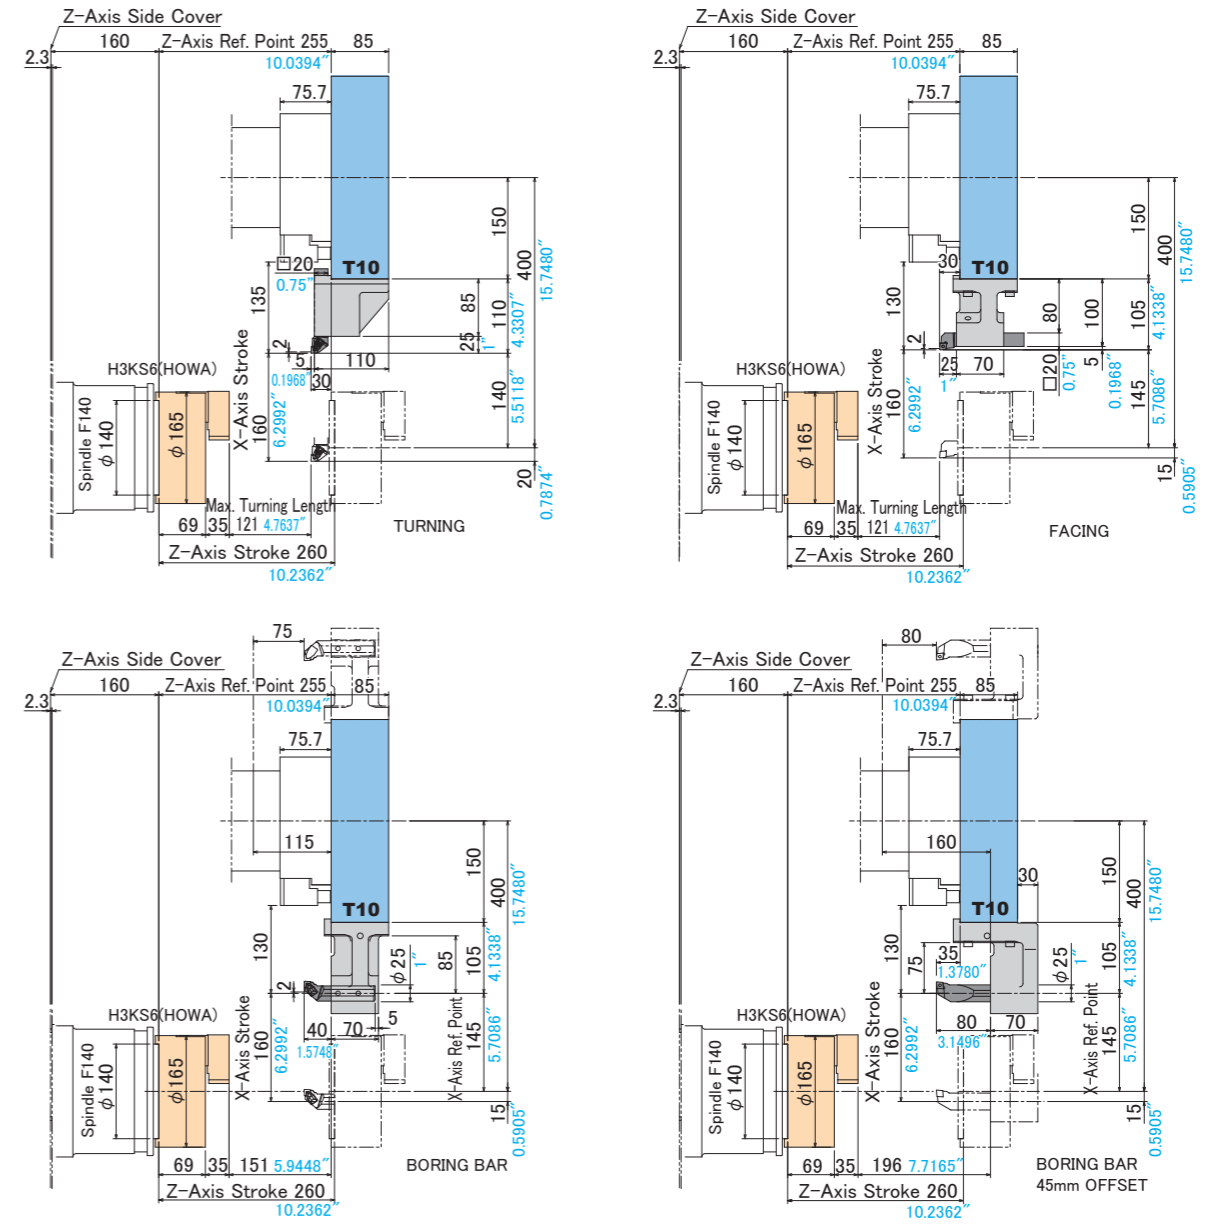 Z-Axis Side Cover
160
Z-Axis Ref. Point 255
85
2.3
10.0394″
75.7
150
400
15.7480″
T10
□20
0.75″
135
85
110
4.3307″
25
1″
2
5
110
0.1968″
30
H3KS6(HOWA)
X-Axis Stroke
160
6.2992″
140
5.5118″
Spindle F140
φ140
φ165
20
0.7874″
Max. Turning Length
69
35
121 4.7637″
TURNING
Z-Axis Stroke 260
10.2362″
Z-Axis Side Cover
160
Z-Axis Ref. Point 255
85
2.3
10.0394″
75.7
150
400
15.7480″
T10
30
130
80
100
105
4.1338″
2
25
1″
70
□20
0.75″
5
0.1968″
H3KS6(HOWA)
X-Axis Stroke
160
6.2992″
145
5.7086″
Spindle F140
φ140
φ165
15
0.5905″
Max. Turning Length
69
35
121 4.7637″
FACING
Z-Axis Stroke 260
10.2362″
75
Z-Axis Side Cover
160
Z-Axis Ref. Point 255
85
2.3
10.0394″
75.7
115
150
400
15.7480″
T10
130
85
105
4.1338″
φ25
1″
2
40
70
5
1.5748″
H3KS6(HOWA)
X-Axis Stroke
160
6.2992″
X-Axis Ref. Point
145
5.7086″
Spindle F140
φ140
φ165
15
0.5905″
69
35
151 5.9448″
BORING BAR
Z-Axis Stroke 260
10.2362″
80
Z-Axis Side Cover
160
Z-Axis Ref. Point 255
85
2.3
10.0394″
75.7
160
150
400
15.7480″
30
T10
130
75
35
1.3780″
φ25
1″
105
4.1338″
80
70
3.1496″
H3KS6(HOWA)
X-Axis Stroke
160
6.2992″
X-Axis Ref. Point
145
5.7086″
Spindle F140
φ140
φ165
15
0.5905″
69
35
196 7.7165″
BORING BAR
45mm OFFSET
Z-Axis Stroke 260
10.2362″